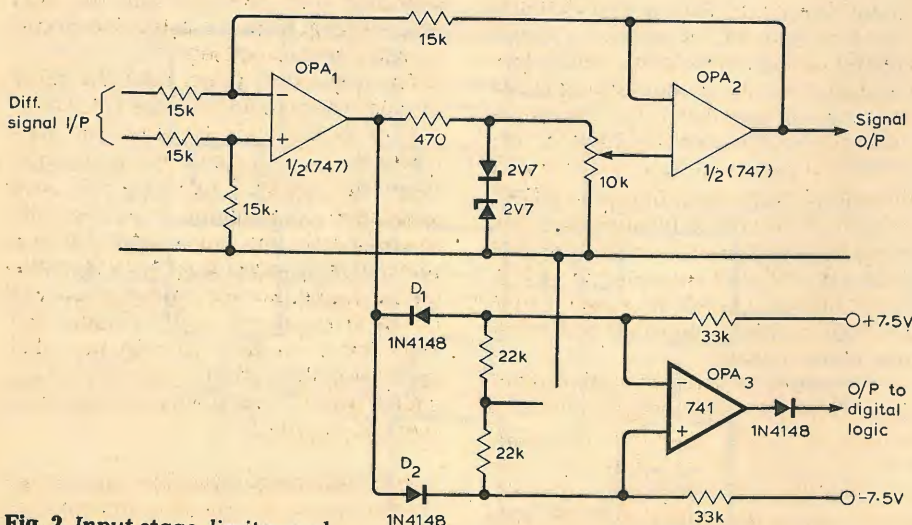 15k
OPA1
OPA2
Diff.
signal I/P
15k
15k
−
+
1/2(747)
470
2V7
2V7
10k
1/2(747)
Signal
O/P
15k
D1
1N4148
33k
+7.5V
22k
OPA3
−
741
+
1N4148
O/P to
digital
logic
22k
D2
1N4148
33k
−7.5V
Fig. 2 Input stage limiter and